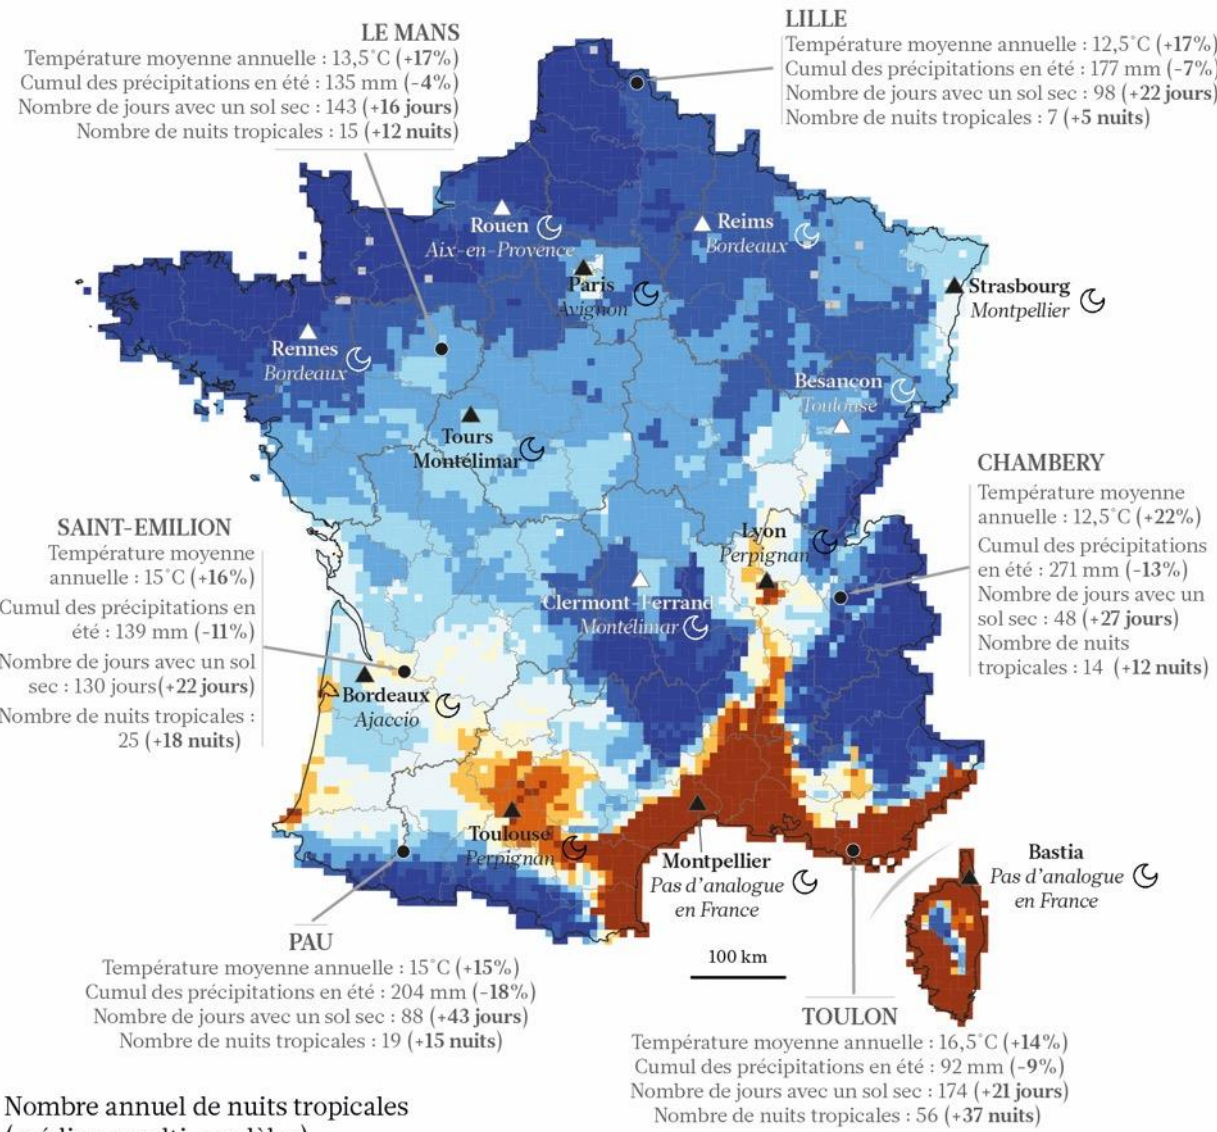 LE MANS
Température moyenne annuelle : 13,5°C (+17%)
Cumul des précipitations en été : 135 mm (-4%)
Nombre de jours avec un sol sec : 143 (+16 jours)
Nombre de nuits tropicales : 15 (+12 nuits)
LILLE
Température moyenne annuelle : 12,5°C (+17%)
Cumul des précipitations en été : 177 mm (-7%)
Nombre de jours avec un sol sec : 98 (+22 jours)
Nombre de nuits tropicales : 7 (+5 nuits)
Rouen
Aix-en-Provence
Reims
Bordeaux
Paris
Avignon
Strasbourg
Montpellier
Rennes
Bordeaux
Besançon
Toulouse
Tours
Montélimar
CHAMBERY
Température moyenne
annuelle : 12,5°C (+22%)
Cumul des précipitations
en été : 271 mm (-13%)
Nombre de jours avec un
sol sec : 48 (+27 jours)
Nombre de nuits
tropicales : 14 (+12 nuits)
SAINT-EMILION
Température moyenne
annuelle : 15°C (+16%)
Cumul des précipitations en
été : 139 mm (-11%)
Nombre de jours avec un sol
sec : 130 jours(+22 jours)
Nombre de nuits tropicales :
25 (+18 nuits)
Lyon
Perpignan
Clermont-Ferrand
Montélimar
Bordeaux
Ajaccio
Toulouse
Perpignan
Montpellier
Pas d'analogue
en France
Bastia
Pas d'analogue
en France
100 km
PAU
Température moyenne annuelle : 15°C (+15%)
Cumul des précipitations en été : 204 mm (-18%)
Nombre de jours avec un sol sec : 88 (+43 jours)
Nombre de nuits tropicales : 19 (+15 nuits)
TOULON
Température moyenne annuelle : 16,5°C (+14%)
Cumul des précipitations en été : 92 mm (-9%)
Nombre de jours avec un sol sec : 174 (+21 jours)
Nombre de nuits tropicales : 56 (+37 nuits)
Nombre annuel de nuits tropicales